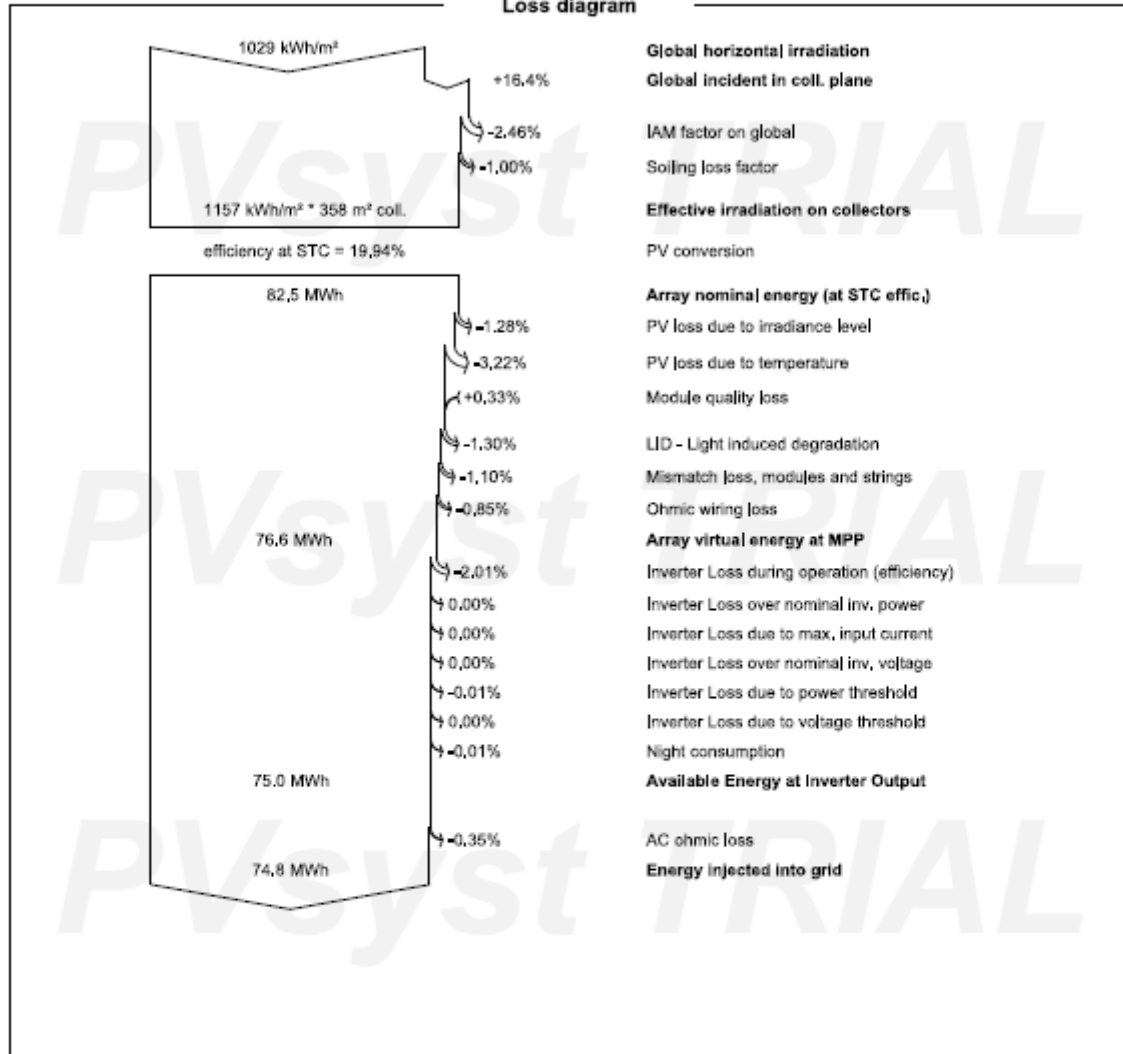 Loss diagram
1029 kWh/m² Global horizontal irradiation
+16.4% Global incident in coll. plane
-2.46% IAM factor on global
-1.00% Soiling loss factor
1157 kWh/m² * 358 m² coll. Effective irradiation on collectors
efficiency at STC = 19.94% PV conversion
82.5 MWh Array nominal energy (at STC effic.)
-1.28% PV loss due to irradiance level
-3.22% PV loss due to temperature
+0.33% Module quality loss
-1.30% LID - Light induced degradation
-1.10% Mismatch loss, modules and strings
-0.85% Ohmic wiring loss
76.6 MWh Array virtual energy at MPP
-2.01% Inverter Loss during operation (efficiency)
0.00% Inverter Loss over nominal inv. power
0.00% Inverter Loss due to max. input current
0.00% Inverter Loss over nominal inv. voltage
-0.01% Inverter Loss due to power threshold
0.00% Inverter Loss due to voltage threshold
-0.01% Night consumption
75.0 MWh Available Energy at Inverter Output
-0.35% AC ohmic loss
74.8 MWh Energy injected into grid
PVsyst TRIAL
PVsyst TRIAL
PVsyst TRIAL